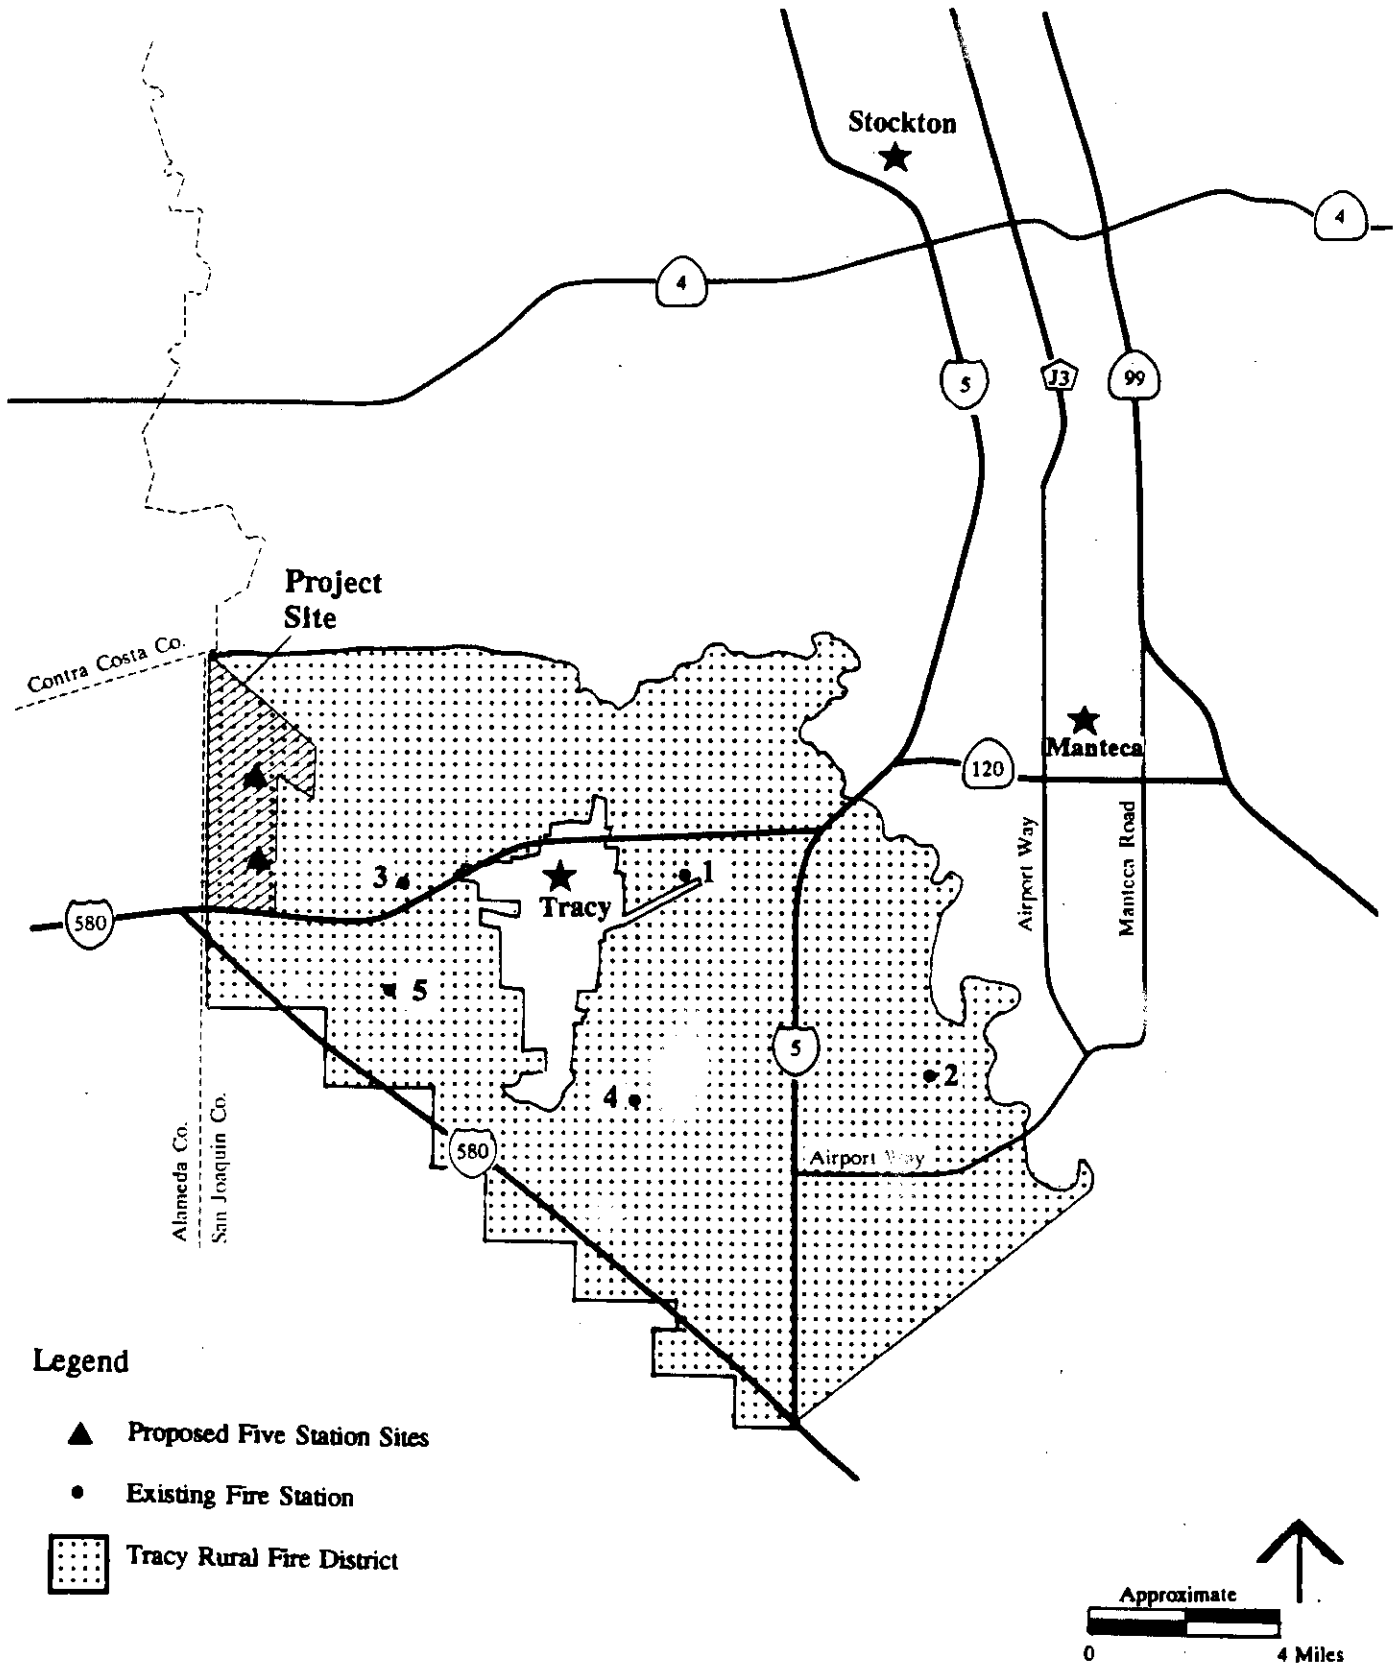 Stockton
4
4
5
J3
99
Project
Site
Contra Costa Co.
Manteca
120
Airport Way
Manteca Road
3
1
Tracy
580
5
5
2
4
580
Airport Way
Alameda Co.
San Joaquin Co.
Legend
Proposed Five Station Sites
Existing Fire Station
Tracy Rural Fire District
Approximate
0
4 Miles